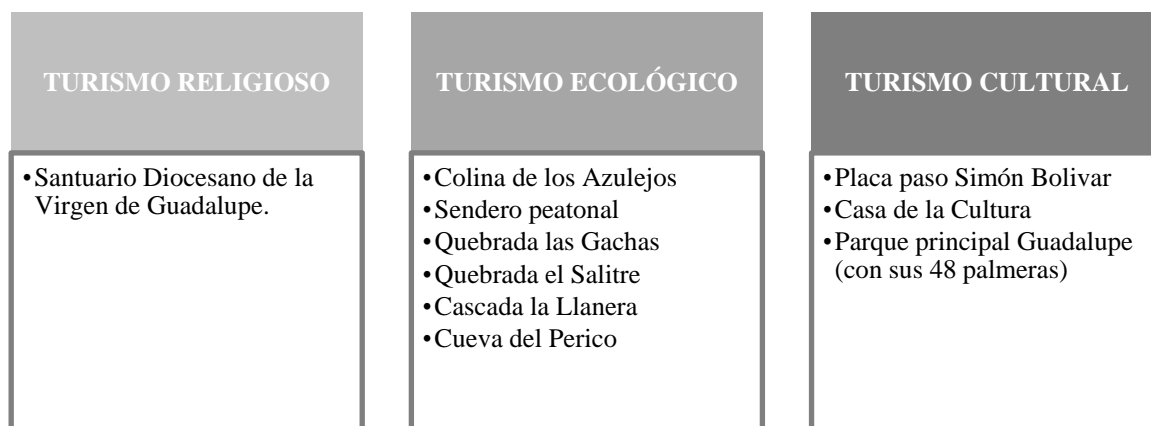 TURISMO RELIGIOSO
•Santuario Diocesano de la
Virgen de Guadalupe.
TURISMO ECOLÓGICO
•Colina de los Azulejos
•Sendero peatonal
•Quebrada las Gachas
•Quebrada el Salitre
•Cascada la Llanera
•Cueva del Perico
TURISMO CULTURAL
•Placa paso Simón Bolivar
•Casa de la Cultura
•Parque principal Guadalupe
(con sus 48 palmeras)